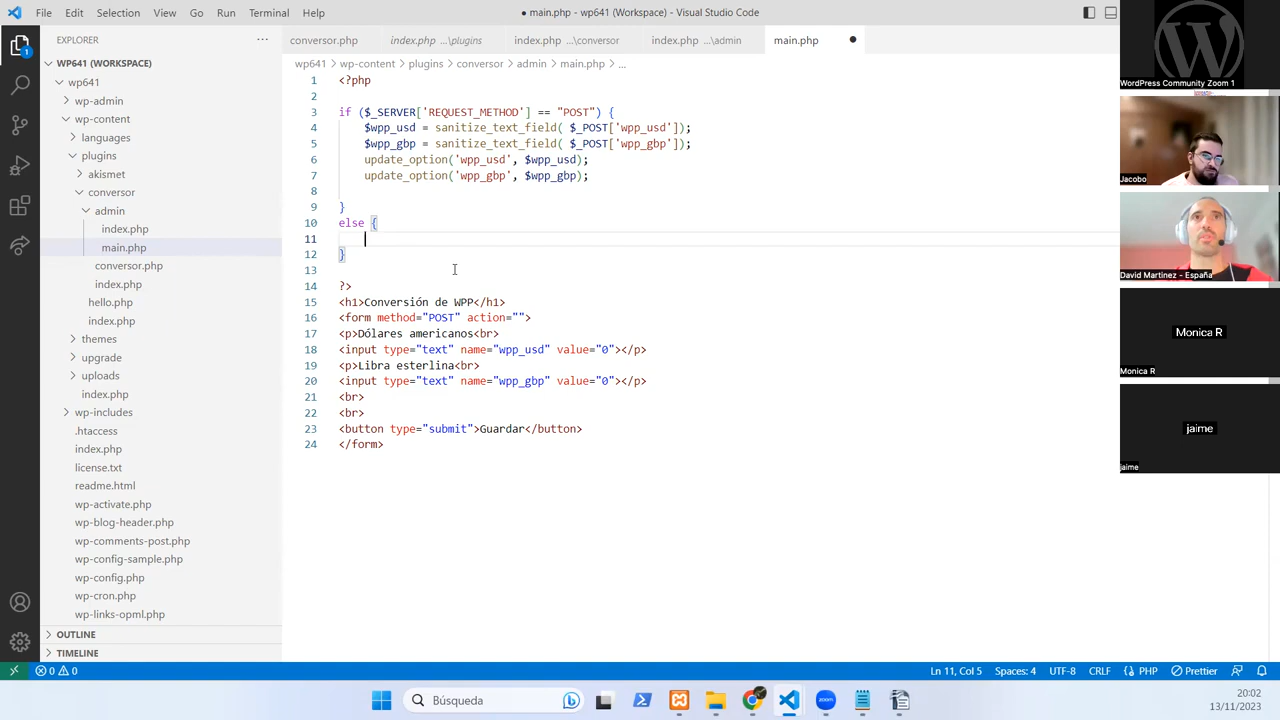 File Edit Selection View Go Run Terminal Help
● main.php - wp641 (Workspace) - Visual Studio Code
WordPress Community Zoom 1
EXPLORER
conversor.php
index.php ...\plugins
index.php ...\conversor
index.php ...\admin
main.php
WP641 (WORKSPACE)
wp641 > wp-content > plugins > conversor > admin > main.php > ...
wp641
wp-admin
wp-content
languages
plugins
akismet
conversor
admin
index.php
main.php
conversor.php
index.php
hello.php
index.php
themes
upgrade
uploads
index.php
wp-includes
.htaccess
index.php
license.txt
readme.html
wp-activate.php
wp-blog-header.php
wp-comments-post.php
wp-config-sample.php
wp-config.php
wp-cron.php
wp-links-opml.php
OUTLINE
TIMELINE
1 <?php
2
3 if ($_SERVER['REQUEST_METHOD'] == "POST") {
4 $wpp_usd = sanitize_text_field( $_POST['wpp_usd']);
5 $wpp_gbp = sanitize_text_field( $_POST['wpp_gbp']);
6 update_option('wpp_usd', $wpp_usd);
7 update_option('wpp_gbp', $wpp_gbp);
8
9 }
10 else {
11
12 }
13
14 ?>
15 <h1>Conversión de WPP</h1>
16 <form method="POST" action="">
17 <p>Dólares americanos<br>
18 <input type="text" name="wpp_usd" value="0"></p>
19 <p>Libra esterlina<br>
20 <input type="text" name="wpp_gbp" value="0"></p>
21 <br>
22 <br>
23 <button type="submit">Guardar</button>
24 </form>
Jacobo
David Martínez - España
Monica R
Monica R
jaime
jaime
0 0
Ln 11, Col 5 Spaces: 4 UTF-8 CRLF PHP Prettier
Búsqueda
20:02
13/11/2023